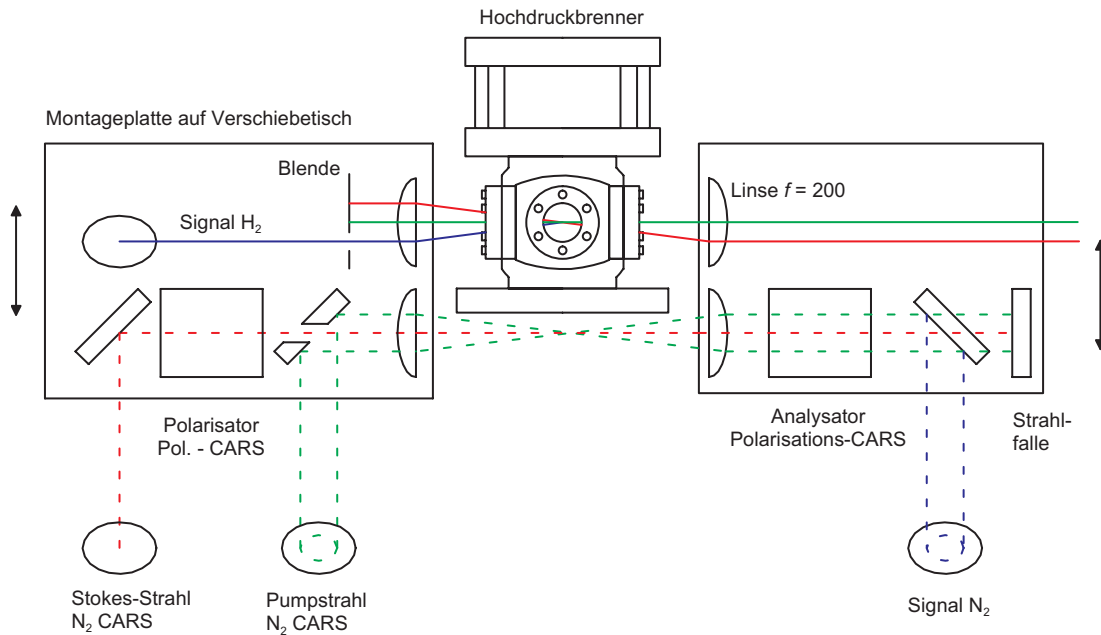 Hochdruckbrenner
Montageplatte auf Verschiebetisch
Blende
Signal H₂
Linse f = 200
Polarisator
Pol. - CARS
Analysator
Polarisations-CARS
Strahl-
falle
Stokes-Strahl
N₂ CARS
Pumpstrahl
N₂ CARS
Signal N₂